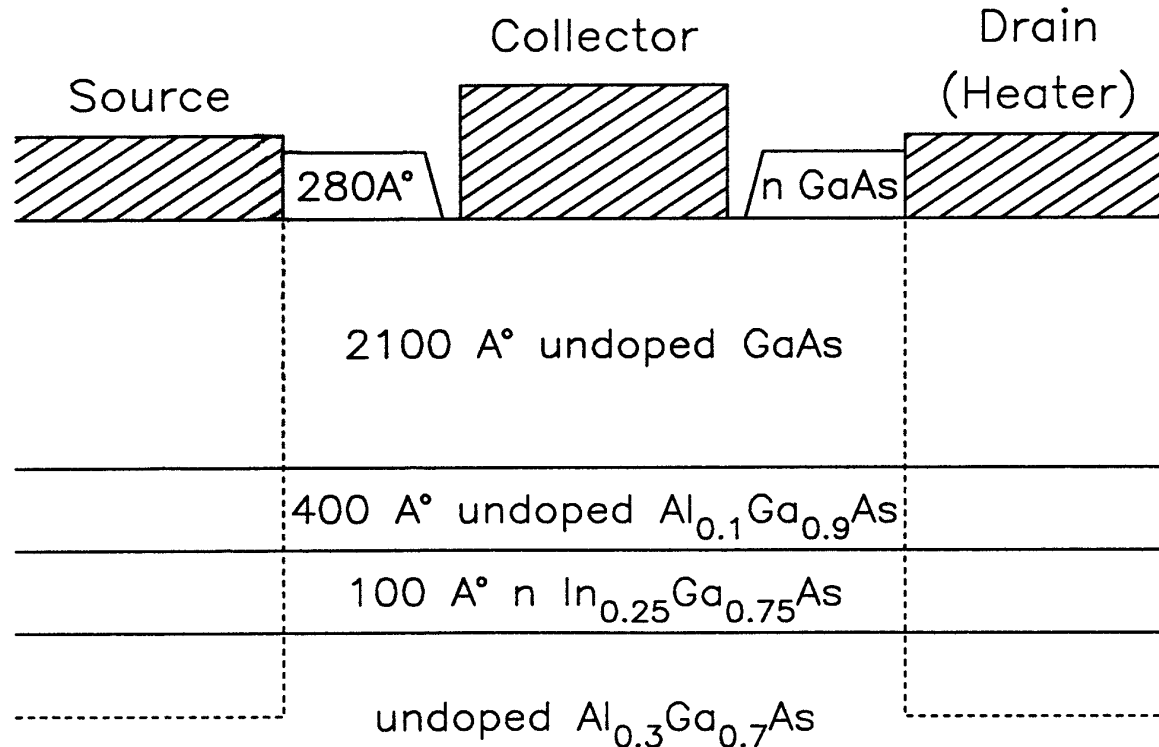 Collector
Drain
(Heater)
Source
280A° n GaAs
2100 A° undoped GaAs
400 A° undoped Al₀.₁Ga₀.₉As
100 A° n In₀.₂₅Ga₀.₇₅As
undoped Al₀.₃Ga₀.₇As